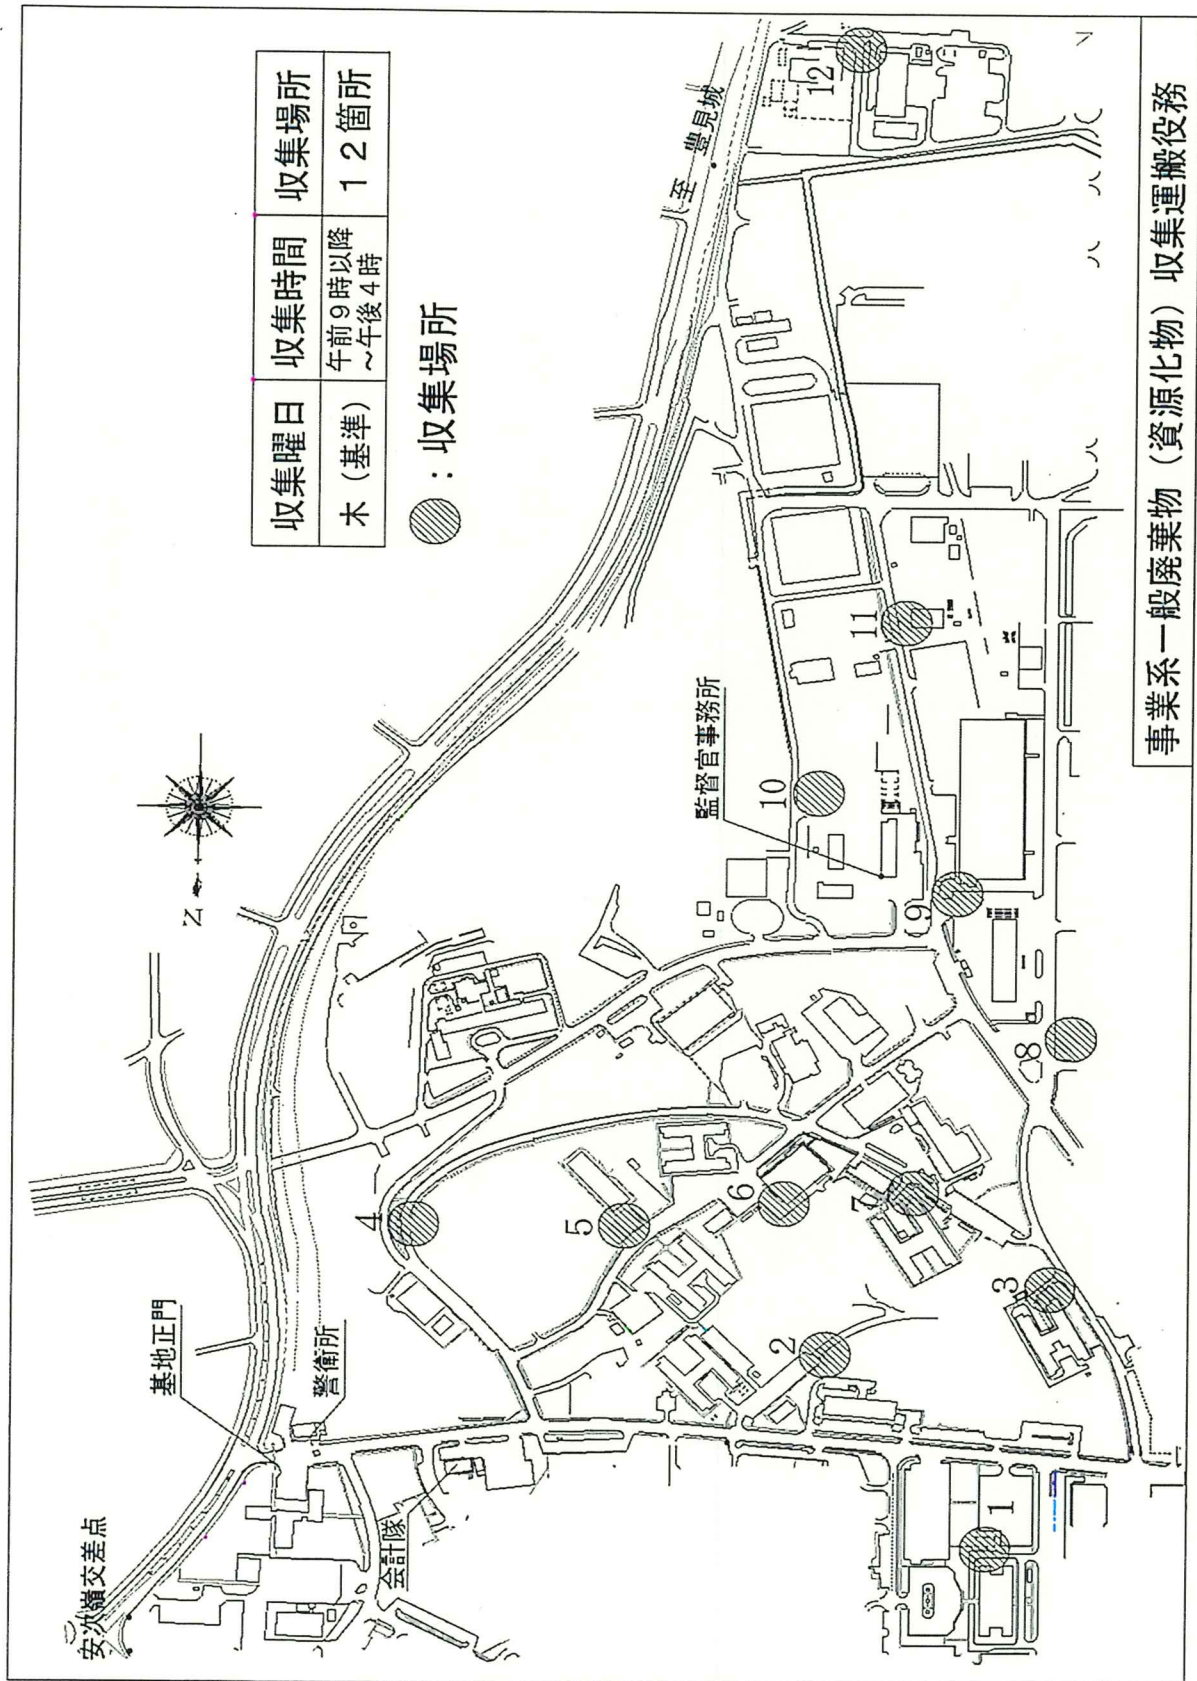 収集曜日 収集時間 収集場所
木（基準） 午前９時以降
～午後４時 １２箇所
：収集場所
Z
安次嶺交差点
基地正門
警衛所
会計隊
監督官事務所
至 豊見城
1
2
3
4
5
6
7
8
9
10
11
12
事業系一般廃棄物（資源化物）収集運搬役務